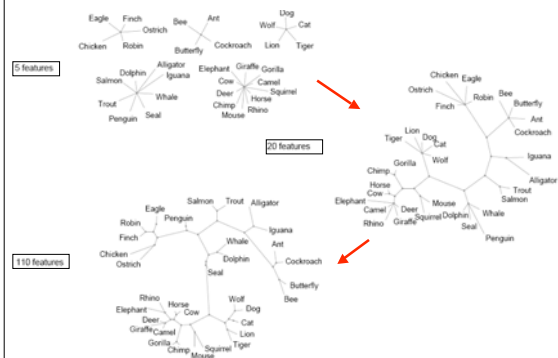 Eagle Finch
Ostrich
Chicken Robin
Bee Ant
Butterfly Cockroach
Dog
Wolf Cat
Lion Tiger
5 features
Dolphin Alligator
Salmon Iguana
Trout Whale
Penguin Seal
Elephant Giraffe Gorilla
Cow Camel
Deer Squirrel
Chimp Horse
Mouse Rhino
20 features
Chicken Eagle
Ostrich Robin Bee
Finch Butterfly
Ant
Cockroach
Lion Dog
Tiger Cat
Gorilla Wolf
Chimp
Horse
Cow
Elephant
Camel
Rhino
Giraffe
Deer
Squirrel
Mouse
Dolphin
Seal
Whale
Penguin
Iguana
Alligator
Trout
Salmon
110 features
Salmon Trout Alligator
Eagle Penguin
Robin
Finch
Chicken
Ostrich
Iguana
Whale Ant
Dolphin Cockroach
Seal
Butterfly
Bee
Rhino Horse Wolf
Elephant Cow Dog
Deer Cat
Giraffe Camel Lion
Gorilla Squirrel Tiger
Chimp
Mouse